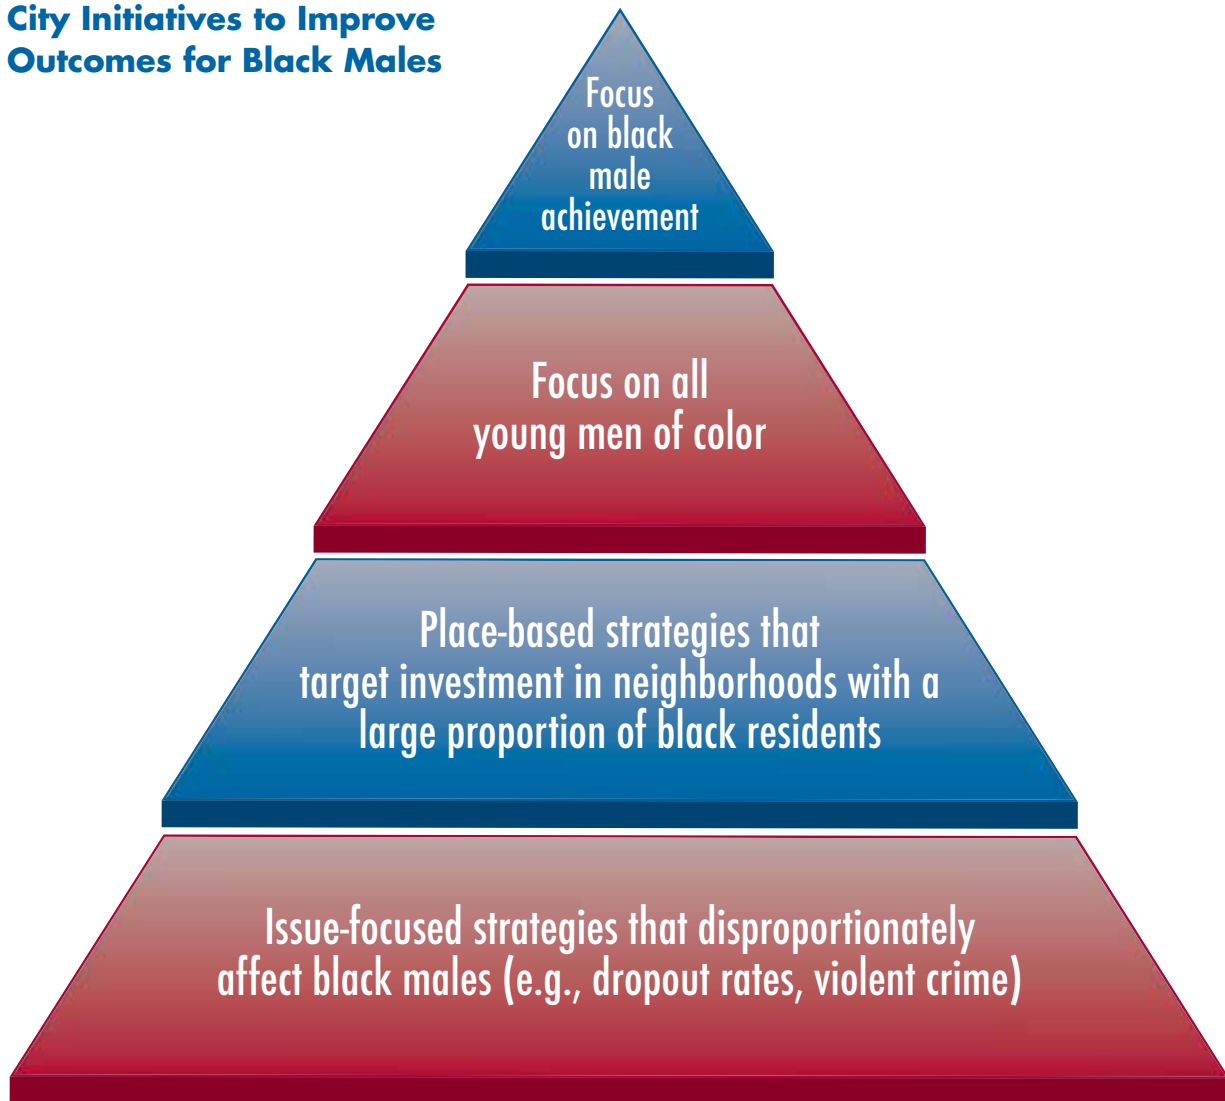 City Initiatives to Improve
Outcomes for Black Males
Focus
on black
male
achievement
Focus on all
young men of color
Place-based strategies that
target investment in neighborhoods with a
large proportion of black residents
Issue-focused strategies that disproportionately
affect black males (e.g., dropout rates, violent crime)